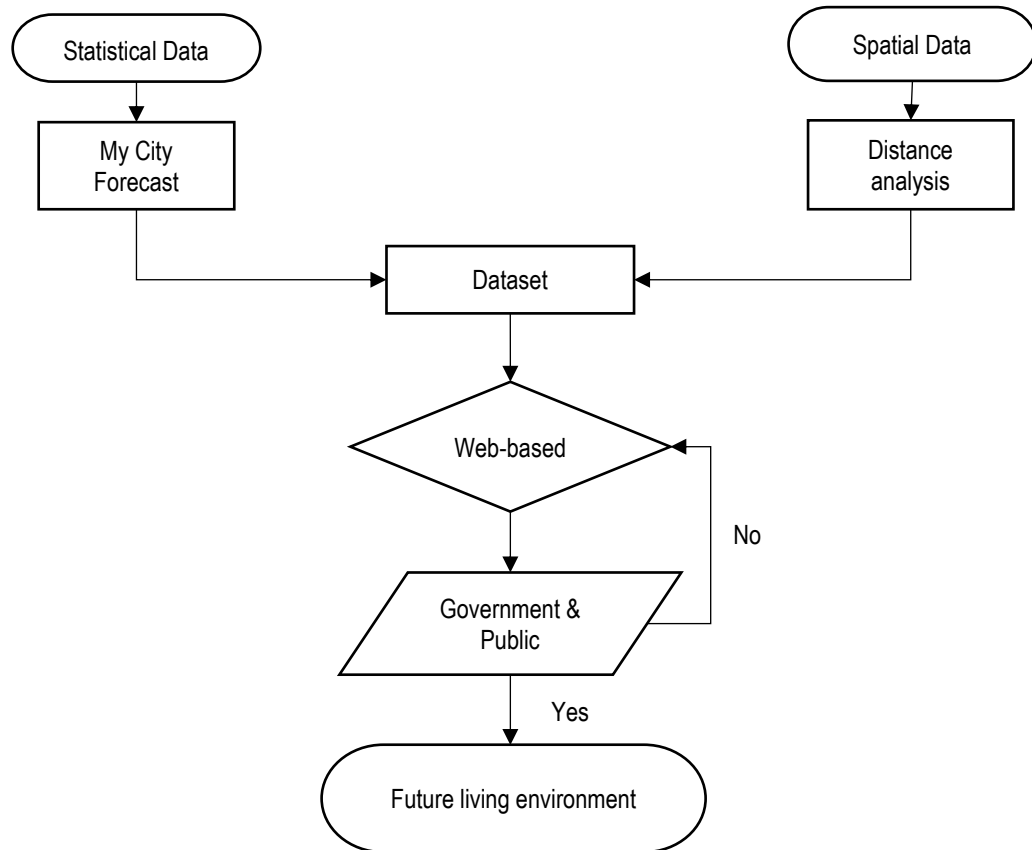 Statistical Data
Spatial Data
My City
Forecast
Distance
analysis
Dataset
Web-based
No
Government &
Public
Yes
Future living environment